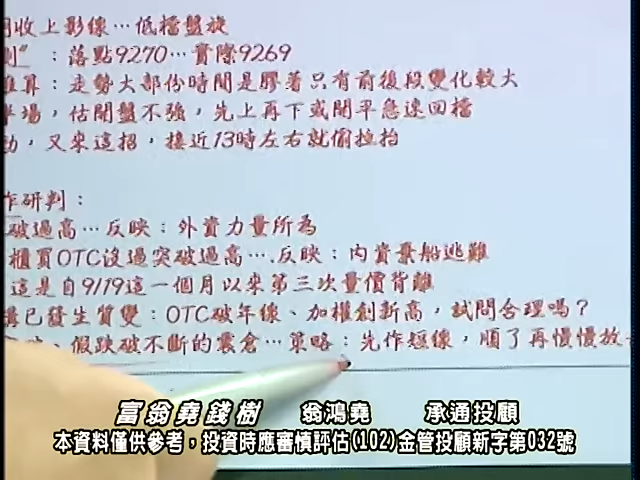 收上影線…低檔盤旋
”：落點9270…實際9269
推算：走勢大部份時間是膠著只有前後段變化較大
場，估開盤不強，先上再下或開平急速回檔
，又來這招，接近13時左右就偷拉抬
作研判：
破過高…反映：外資力量所為
櫃買OTC沒過突破過高….反映：內資棄船逃難
這是自9/19這一個月以來第三次量價背離
構已發生質變：OTC破年線、加權創新高，試問合理嗎？
、假跌破不斷的震倉…策略：先作短線，順了再慢慢放
富翁堯錢樹 翁鴻堯 承通投顧
本資料僅供參考，投資時應審慎評估(102)金管投顧新字第032號